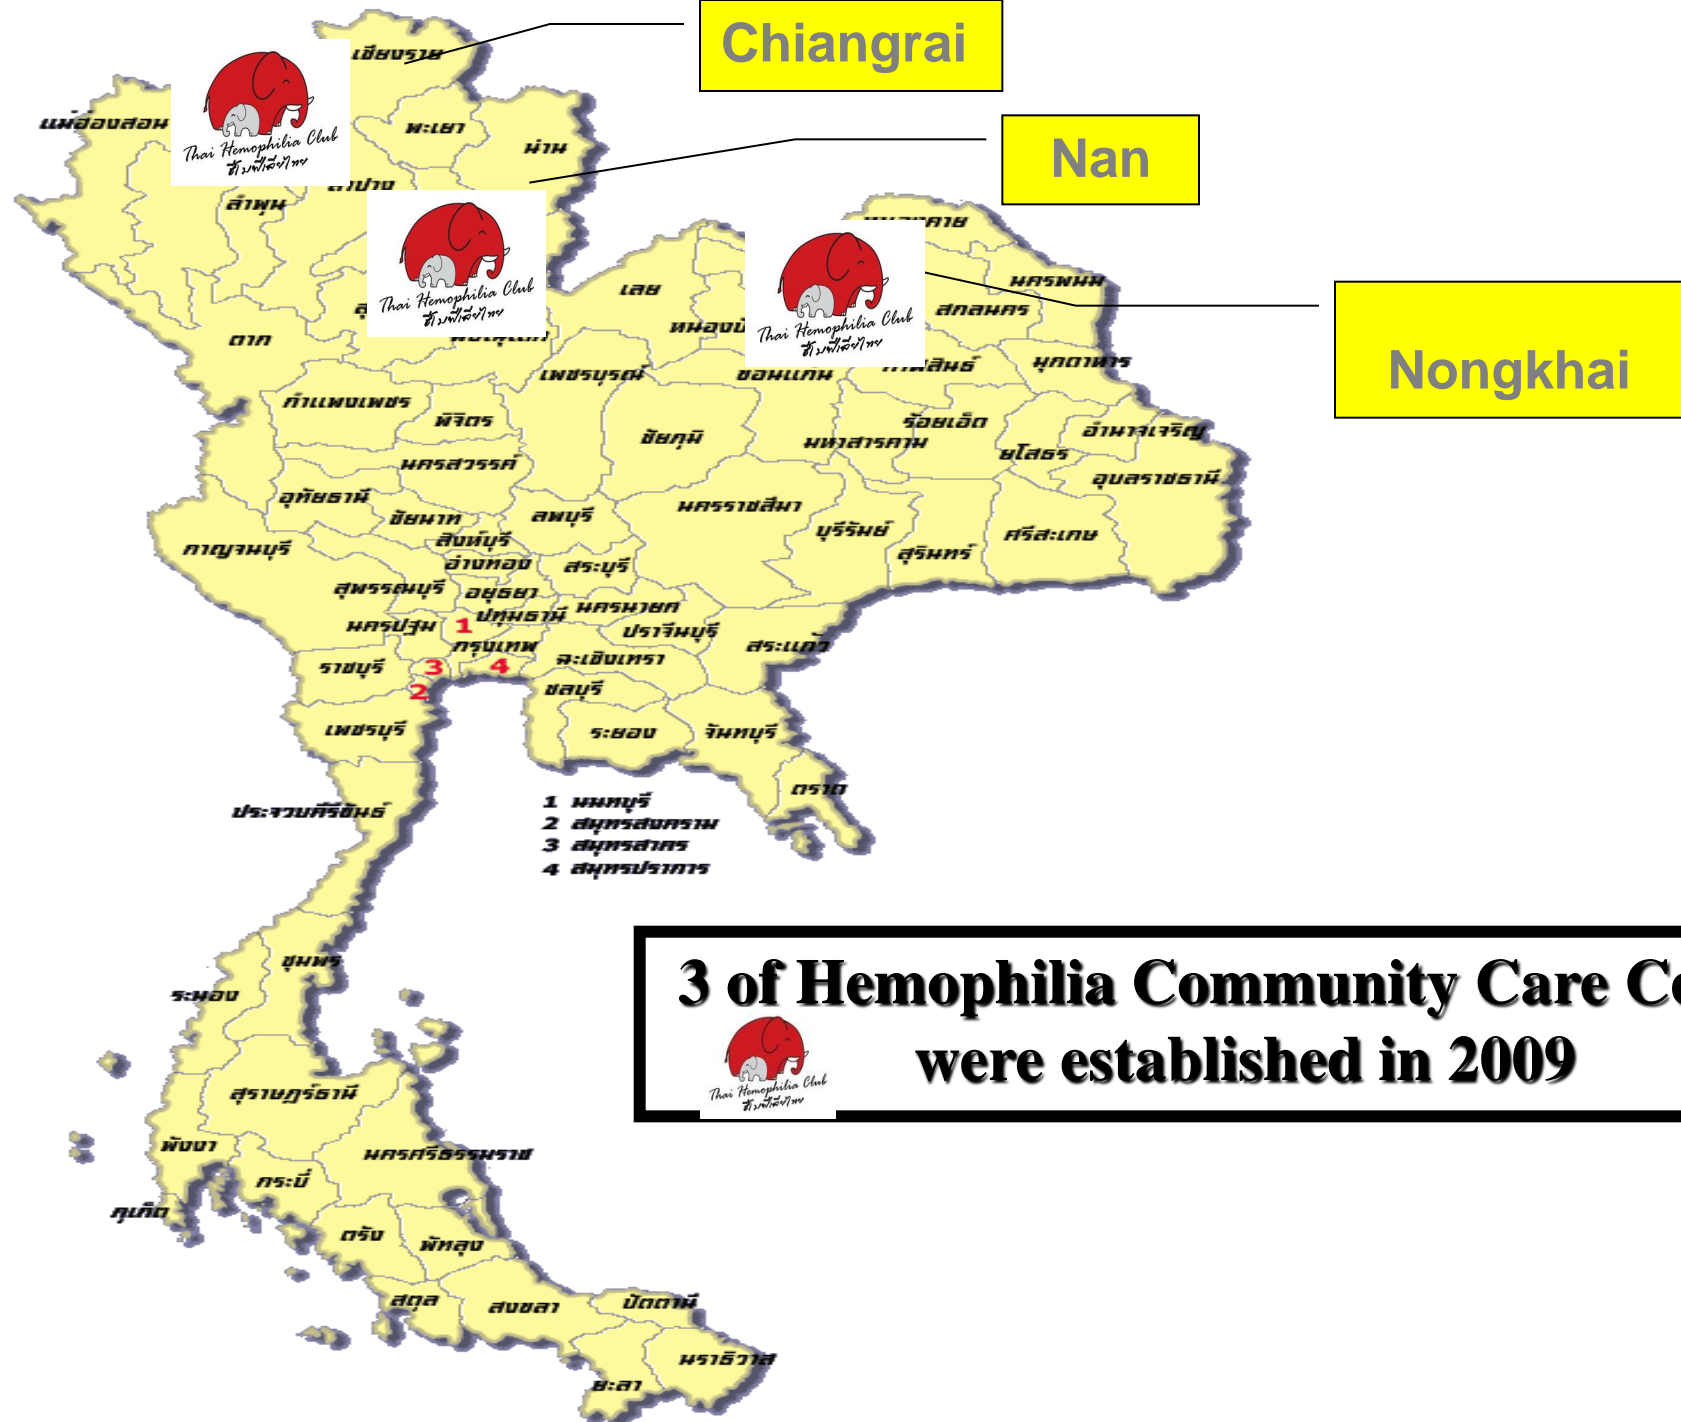 Chiangrai
เชียงราย
Thai Hemophilia Club
แม่ฮ่องสอน
พะเยา
Nan
น่าน
ลำปาง
ลำพูน
Thai Hemophilia Club
Thai Hemophilia Club
นครพนม
เลย
สกลนคร
ตาก
Nongkhai
มุกดาหาร
เพชรบูรณ์
ขอนแก่น
กำแพงเพชร
พิจิตร
ชัยภูมิ
มหาสารคาม
ร้อยเอ็ด
ยโสธร
อำนาจเจริญ
นครสวรรค์
อุบลราชธานี
อุทัยธานี
ชัยนาท
ลพบุรี
นครราชสีมา
บุรีรัมย์
สุรินทร์
ศรีสะเกษ
กาญจนบุรี
สิงห์บุรี
อ่างทอง
สระบุรี
สุพรรณบุรี
อยุธยา
นครนายก
นครปฐม
1
ปทุมธานี
ปราจีนบุรี
สระแก้ว
กรุงเทพ
ราชบุรี
3
4
ฉะเชิงเทรา
2
ชลบุรี
เพชรบุรี
ระยอง
จันทบุรี
ตราด
ประจวบคีรีขันธ์
1 นนทบุรี
2 สมุทรสงคราม
3 สมุทรสาคร
4 สมุทรปราการ
ชุมพร
ระนอง
3 of Hemophilia Community Care
were established in 2009
Thai Hemophilia Club
สุราษฎร์ธานี
พังงา
นครศรีธรรมราช
กระบี่
ภูเก็ต
ตรัง
พัทลุง
สตูล
สงขลา
ปัตตานี
นราธิวาส
ยะลา